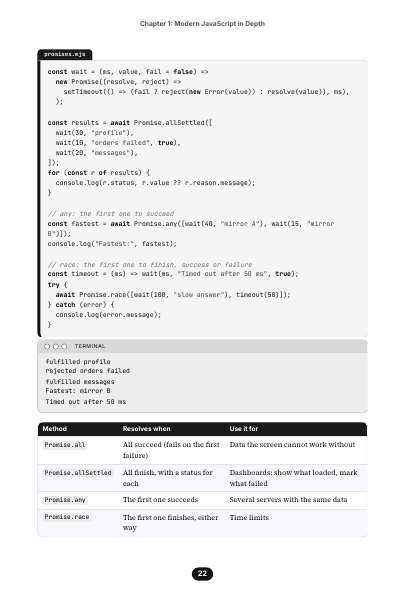 Chapter 1: Modern JavaScript in Depth
promises.mjs
const wait = (ms, value, fail = false) =>
  new Promise((resolve, reject) =>
    setTimeout(() => (fail ? reject(new Error(value)) : resolve(value)), ms),
  );

const results = await Promise.allSettled([
  wait(30, "profile"),
  wait(10, "orders failed", true),
  wait(20, "messages"),
]);
for (const r of results) {
  console.log(r.status, r.value ?? r.reason.message);
}

// any: the first one to succeed
const fastest = await Promise.any([wait(40, "mirror A"), wait(15, "mirror
B")]);
console.log("Fastest:", fastest);

// race: the first one to finish, success or failure
const timeout = (ms) => wait(ms, "Timed out after 50 ms", true);
try {
  await Promise.race([wait(100, "slow answer"), timeout(50)]);
} catch (error) {
  console.log(error.message);
}
TERMINAL
fulfilled profile
rejected orders failed
fulfilled messages
Fastest: mirror B
Timed out after 50 ms
Method Resolves when Use it for
Promise.all All succeed (fails on the first Data the screen cannot work without
failure)
Promise.allSettled All finish, with a status for Dashboards: show what loaded, mark
each what failed
Promise.any The first one succeeds Several servers with the same data
Promise.race The first one finishes, either Time limits
way
22